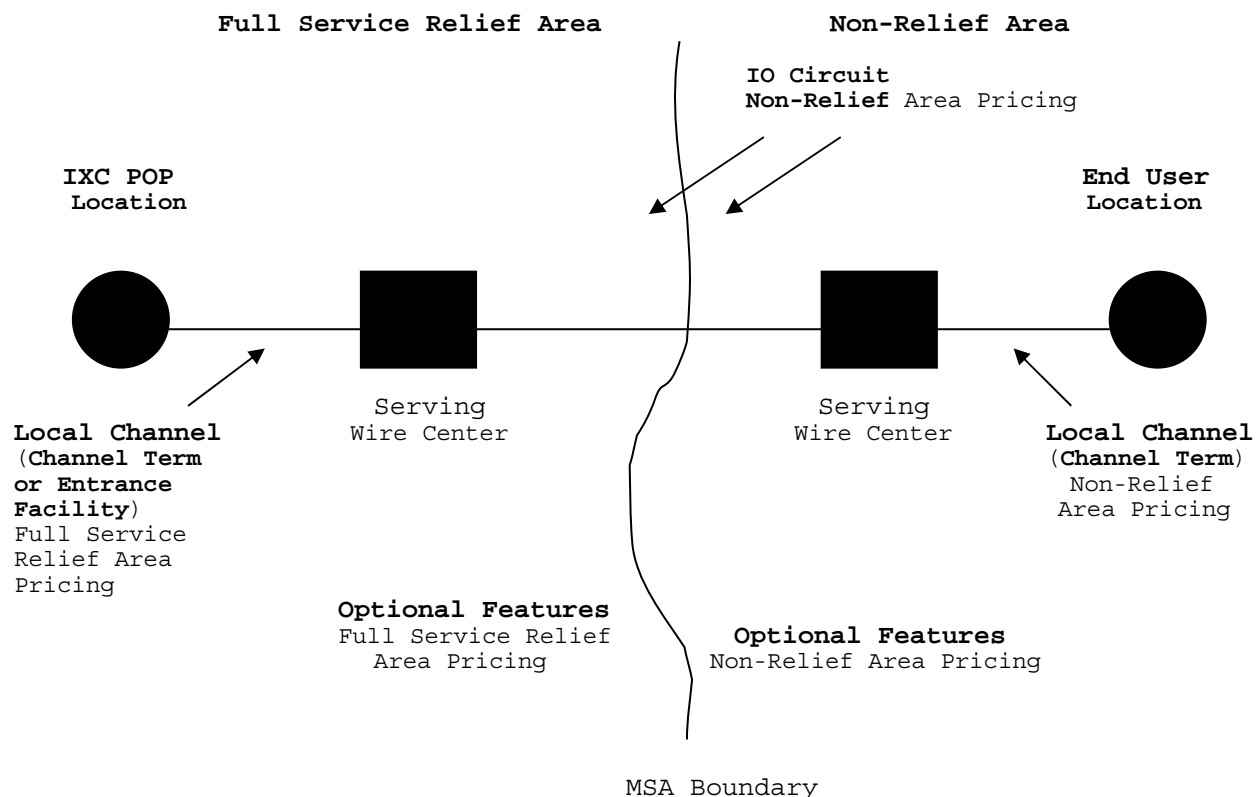 Full Service Relief Area
Non-Relief Area
IO Circuit
Non-Relief Area Pricing
IXC POP
Location
End User
Location
Serving
Wire Center
Serving
Wire Center
Local Channel
(Channel Term
or Entrance
Facility)
Full Service
Relief Area
Pricing
Local Channel
(Channel Term)
Non-Relief
Area Pricing
Optional Features
Full Service Relief
Area Pricing
Optional Features
Non-Relief Area Pricing
MSA Boundary